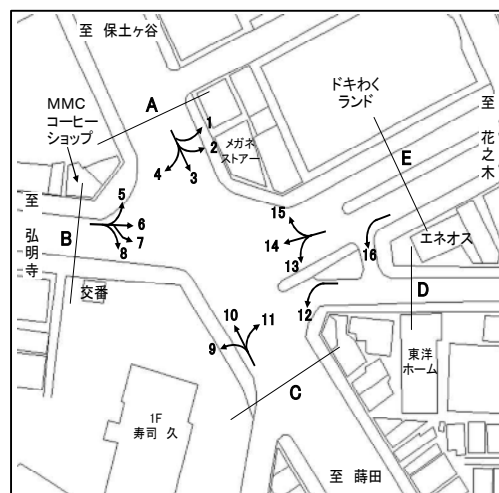 至 保土ヶ谷
ドキわく
ランド
至
花之木
MMC
コーヒー
ショップ
A
1
2
メガネ
ストアー
3
4
E
5
6
7
8
至
弘明寺
B
15
14
13
16
エネオス
D
交番
12
10
11
9
東洋
ホーム
C
1F
寿司 久
至 蒔田